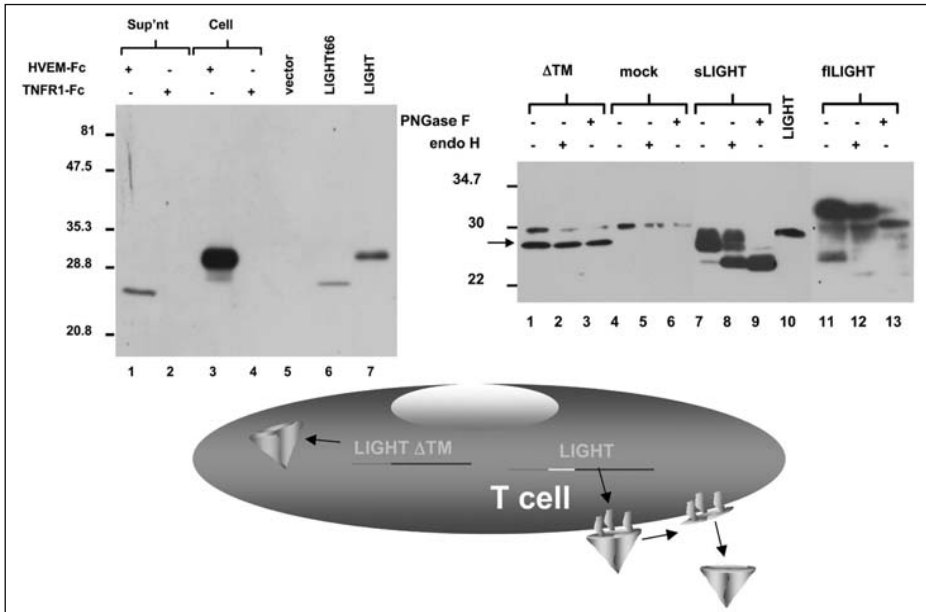 Sup'nt Cell
HVEM-Fc + - + -
TNFR1-Fc - + - +
vector
LIGHTt66
LIGHT
81
47.5
35.3
28.8
20.8
1 2 3 4 5 6 7
ΔTM mock sLIGHT LIGHT flLIGHT
PNGase F - - + - - + - - + - - +
endo H - + - - + - - + - - + -
34.7
30
22
1 2 3 4 5 6 7 8 9 10 11 12 13
LIGHT ΔTM
LIGHT
T cell